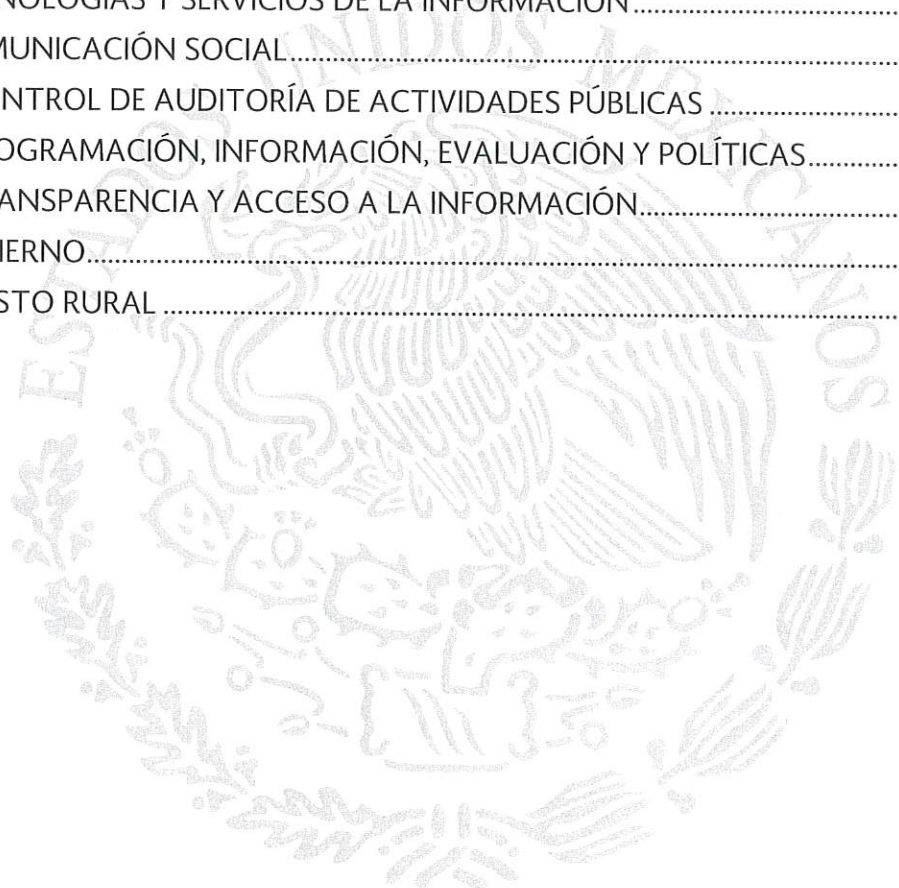 NOLOGÍAS Y SERVICIOS DE LA INFORMACIÓN
MUNICACIÓN SOCIAL
NTROL DE AUDITORÍA DE ACTIVIDADES PÚBLICAS
OGRAMACIÓN, INFORMACIÓN, EVALUACIÓN Y POLÍTICAS
ANSPARENCIA Y ACCESO A LA INFORMACIÓN
IERNO
STO RURAL
ESTADOS UNIDOS MEXICANOS